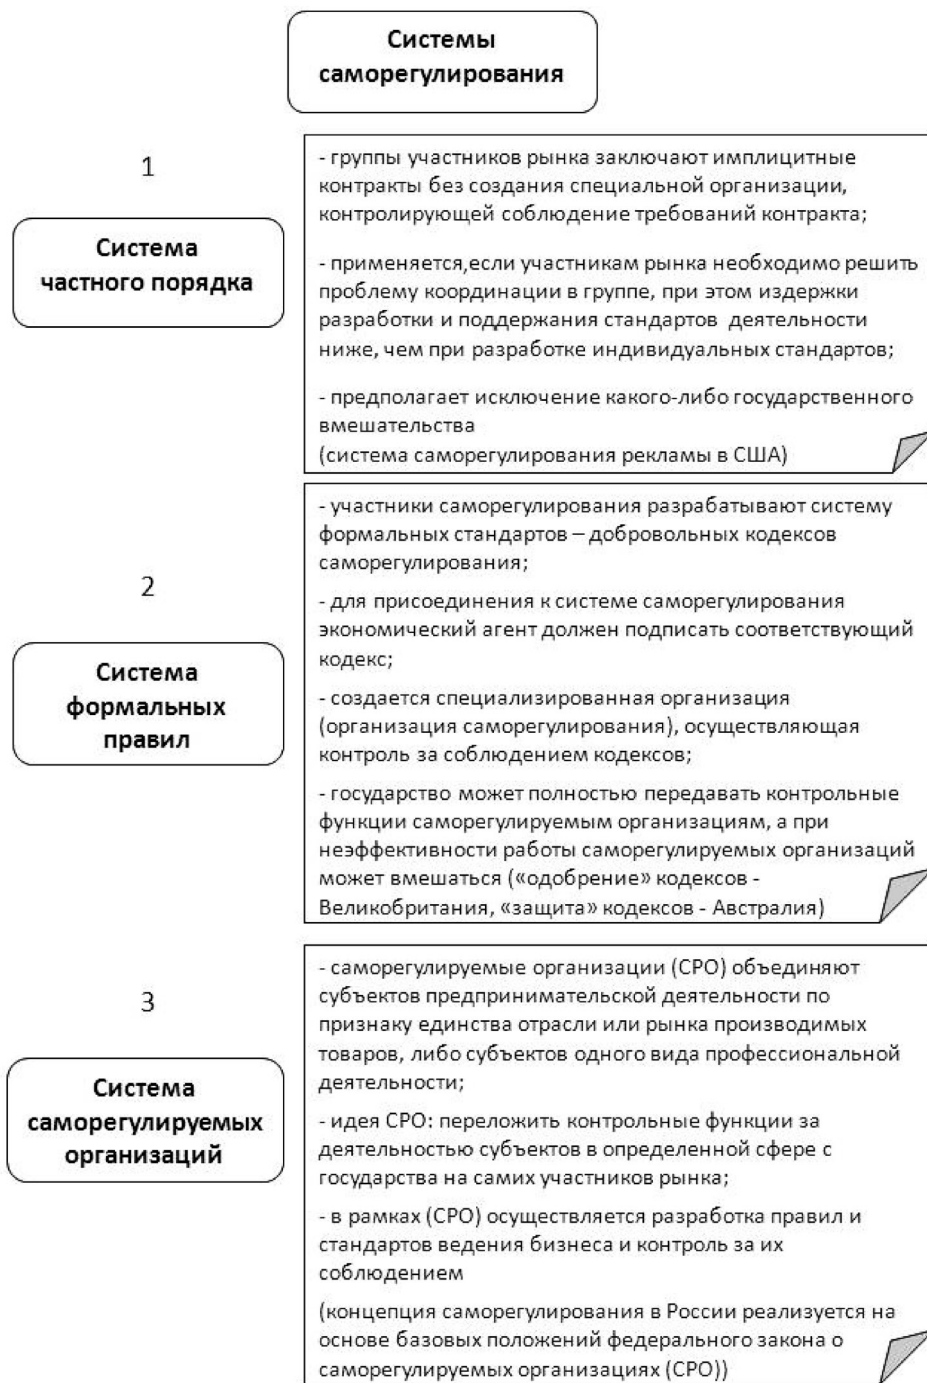 Системы
саморегулирования
1
Система
частного порядка
- группы участников рынка заключают имплицитные
контракты без создания специальной организации,
контролирующей соблюдение требований контракта;
- применяется,если участникам рынка необходимо решить
проблему координации в группе, при этом издержки
разработки и поддержания стандартов деятельности
ниже, чем при разработке индивидуальных стандартов;
- предполагает исключение какого-либо государственного
вмешательства
(система саморегулирования рекламы в США)
2
Система
формальных
правил
- участники саморегулирования разрабатывают систему
формальных стандартов – добровольных кодексов
саморегулирования;
- для присоединения к системе саморегулирования
экономический агент должен подписать соответствующий
кодекс;
- создается специализированная организация
(организация саморегулирования), осуществляющая
контроль за соблюдением кодексов;
- государство может полностью передавать контрольные
функции саморегулируемым организациям, а при
неэффективности работы саморегулируемых организаций
может вмешаться («одобрение» кодексов -
Великобритания, «защита» кодексов - Австралия)
3
Система
саморегулируемых
организаций
- саморегулируемые организации (СРО) объединяют
субъектов предпринимательской деятельности по
признаку единства отрасли или рынка производимых
товаров, либо субъектов одного вида профессиональной
деятельности;
- идея СРО: переложить контрольные функции за
деятельностью субъектов в определенной сфере с
государства на самих участников рынка;
- в рамках (СРО) осуществляется разработка правил и
стандартов ведения бизнеса и контроль за их
соблюдением
(концепция саморегулирования в России реализуется на
основе базовых положений федерального закона о
саморегулируемых организациях (СРО))